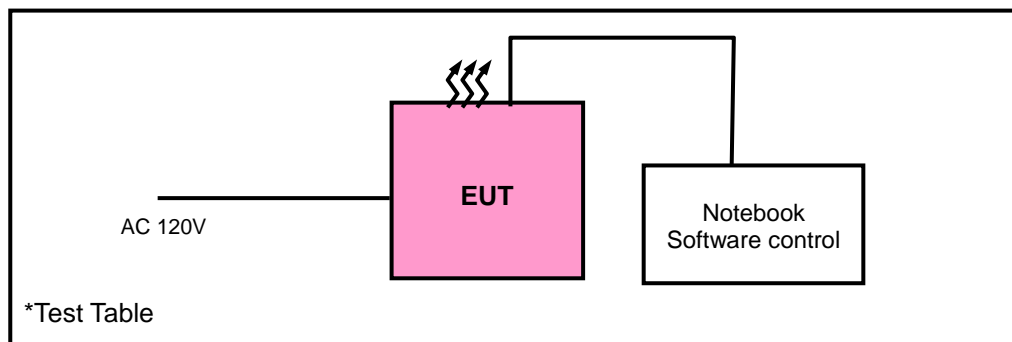 EUT
AC 120V
Notebook
Software control
*Test Table